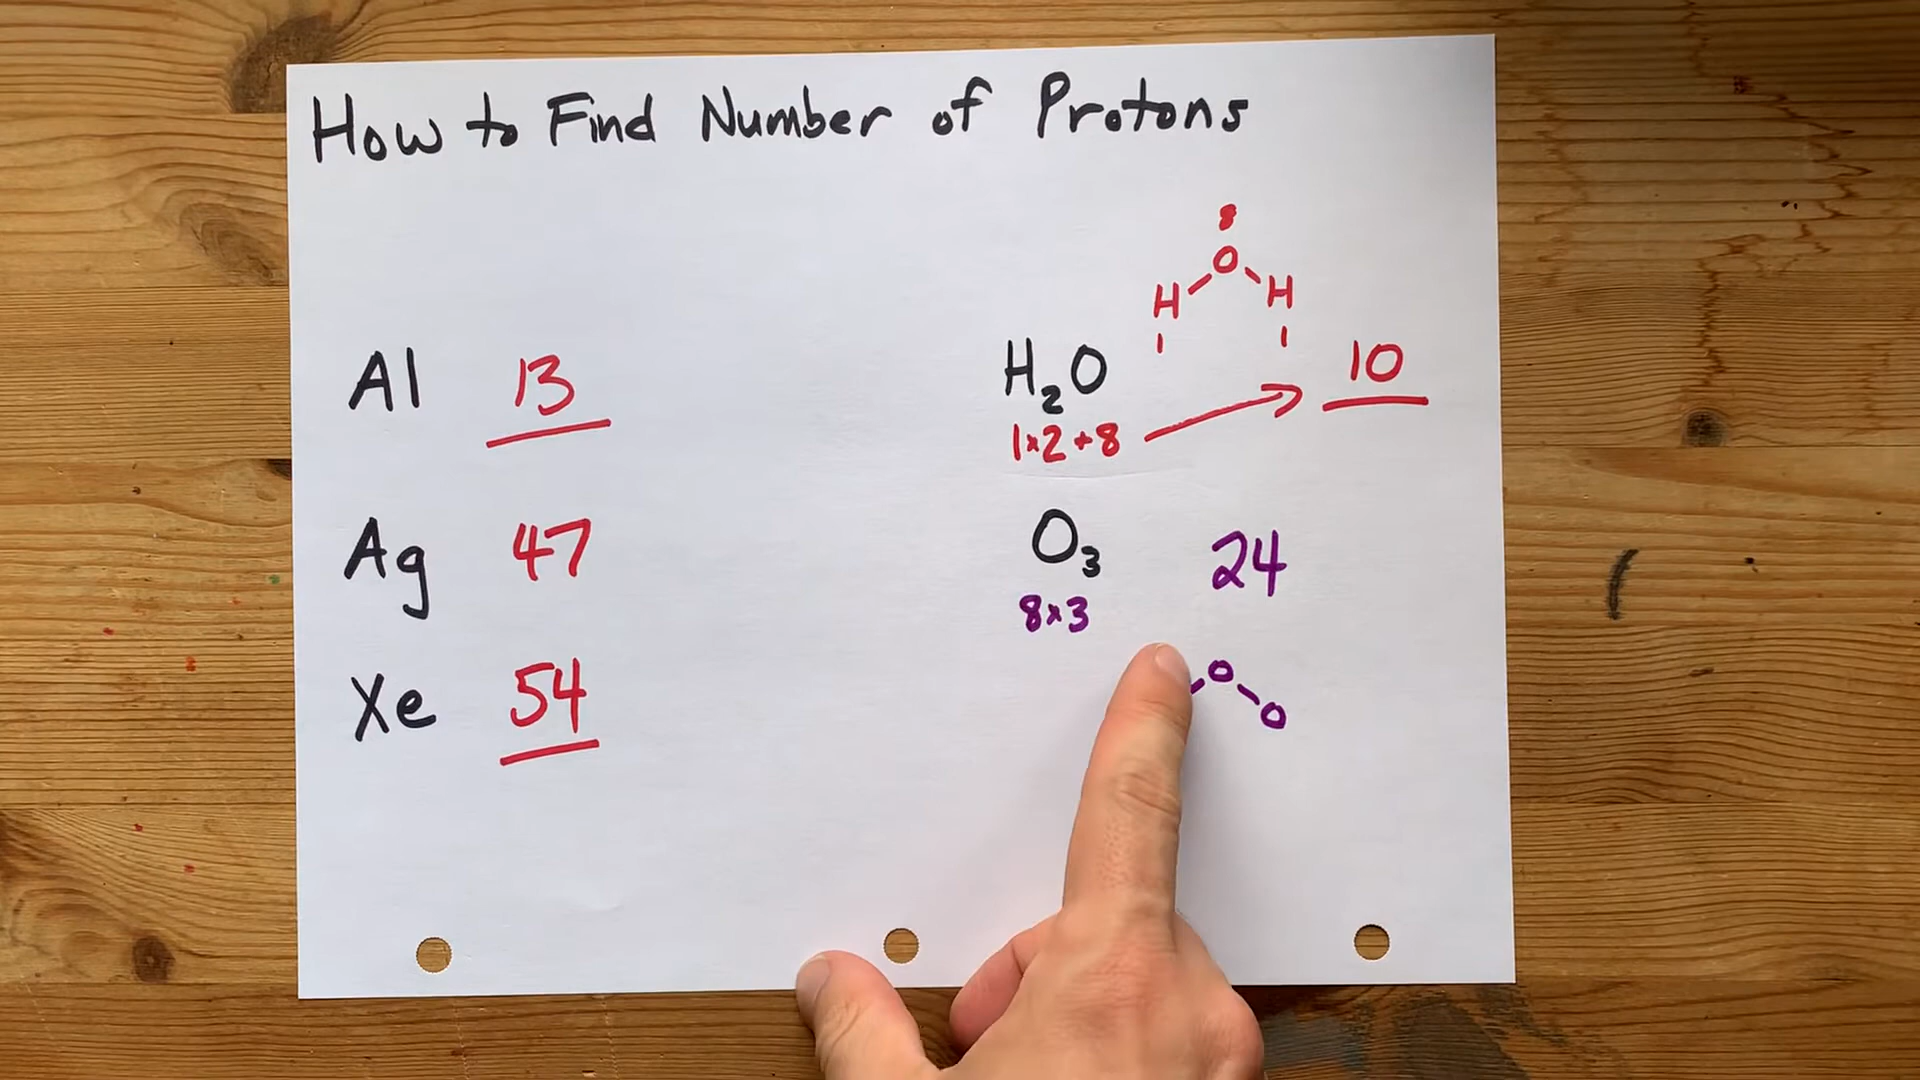 How to Find Number of Protons
Al 13
Ag 47
Xe 54
8
O
H H
1 1
H₂O 10
1×2+8
O₃ 24
8×3
O
O